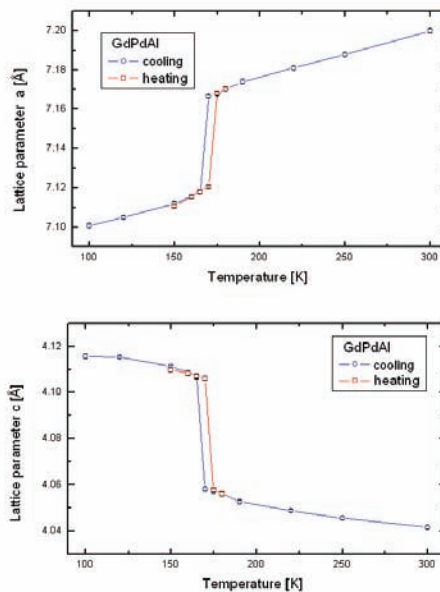 7.20
7.18
7.16
7.14
7.12
7.10
Lattice parameter a [Å]
GdPdAl
cooling
heating
100 150 200 250 300
Temperature [K]
4.12
4.10
4.08
4.06
4.04
Lattice parameter c [Å]
GdPdAl
cooling
heating
100 150 200 250 300
Temperature [K]